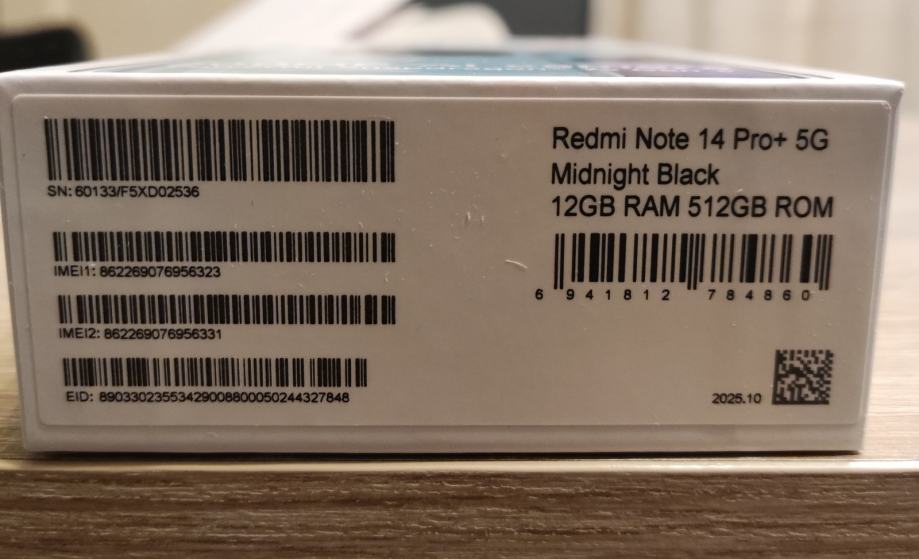 SN: 60133/F5XD02536
IMEI1: 862269076956323
IMEI2: 862269076956331
EID: 89033023553429008800050244327848
Redmi Note 14 Pro+ 5G
Midnight Black
12GB RAM 512GB ROM
6 941812 784860
2025.10